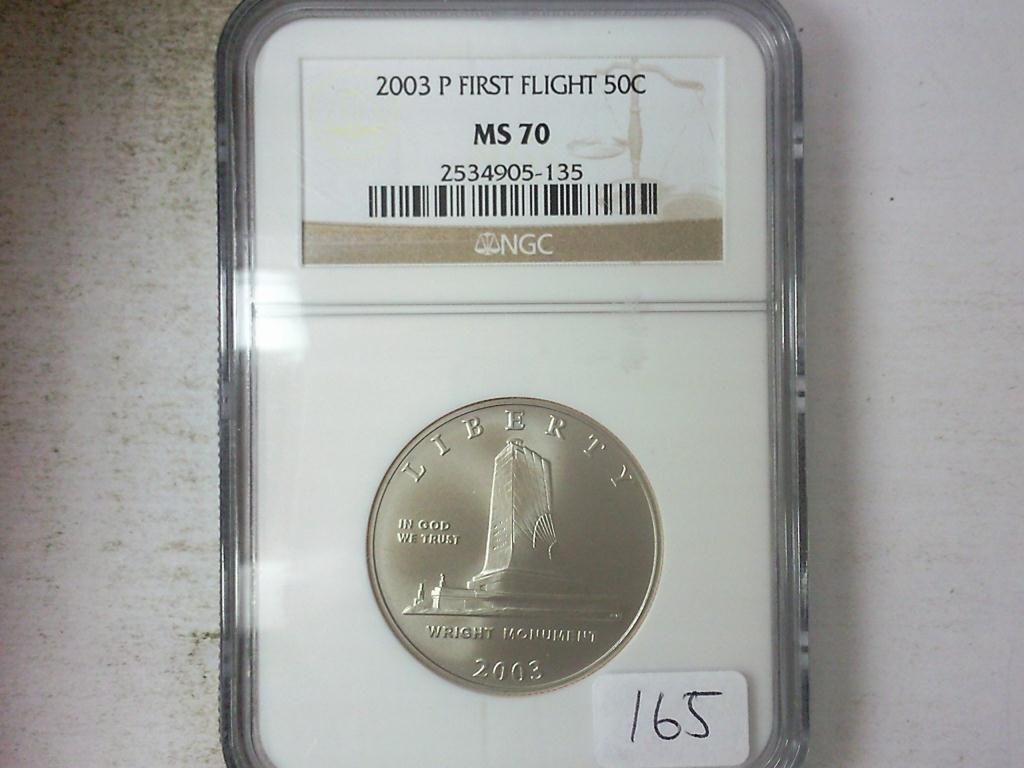 2003 P FIRST FLIGHT 50C
MS 70
2534905-135
NGC
LIBERTY
IN GOD
WE TRUST
WRIGHT MONUMENT
2003
165